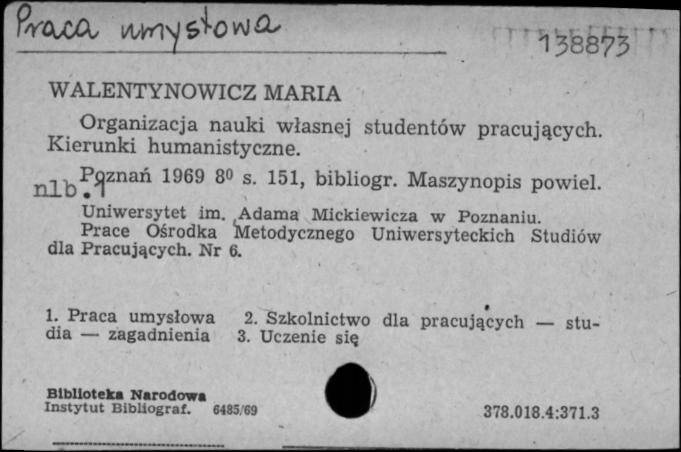 Praca umysłowa
138873
WALENTYNOWICZ MARIA
Organizacja nauki własnej studentów pracujących.
Kierunki humanistyczne.
Poznań 1969 8⁰ s. 151, bibliogr. Maszynopis powiel.
nlb. 1
Uniwersytet im. Adama Mickiewicza w Poznaniu.
Prace Ośrodka Metodycznego Uniwersyteckich Studiów
dla Pracujących. Nr 6.
1. Praca umysłowa 2. Szkolnictwo dla pracujących — stu-
dia — zagadnienia 3. Uczenie się
Biblioteka Narodowa
Instytut Bibliograf. 6485/69
378.018.4:371.3